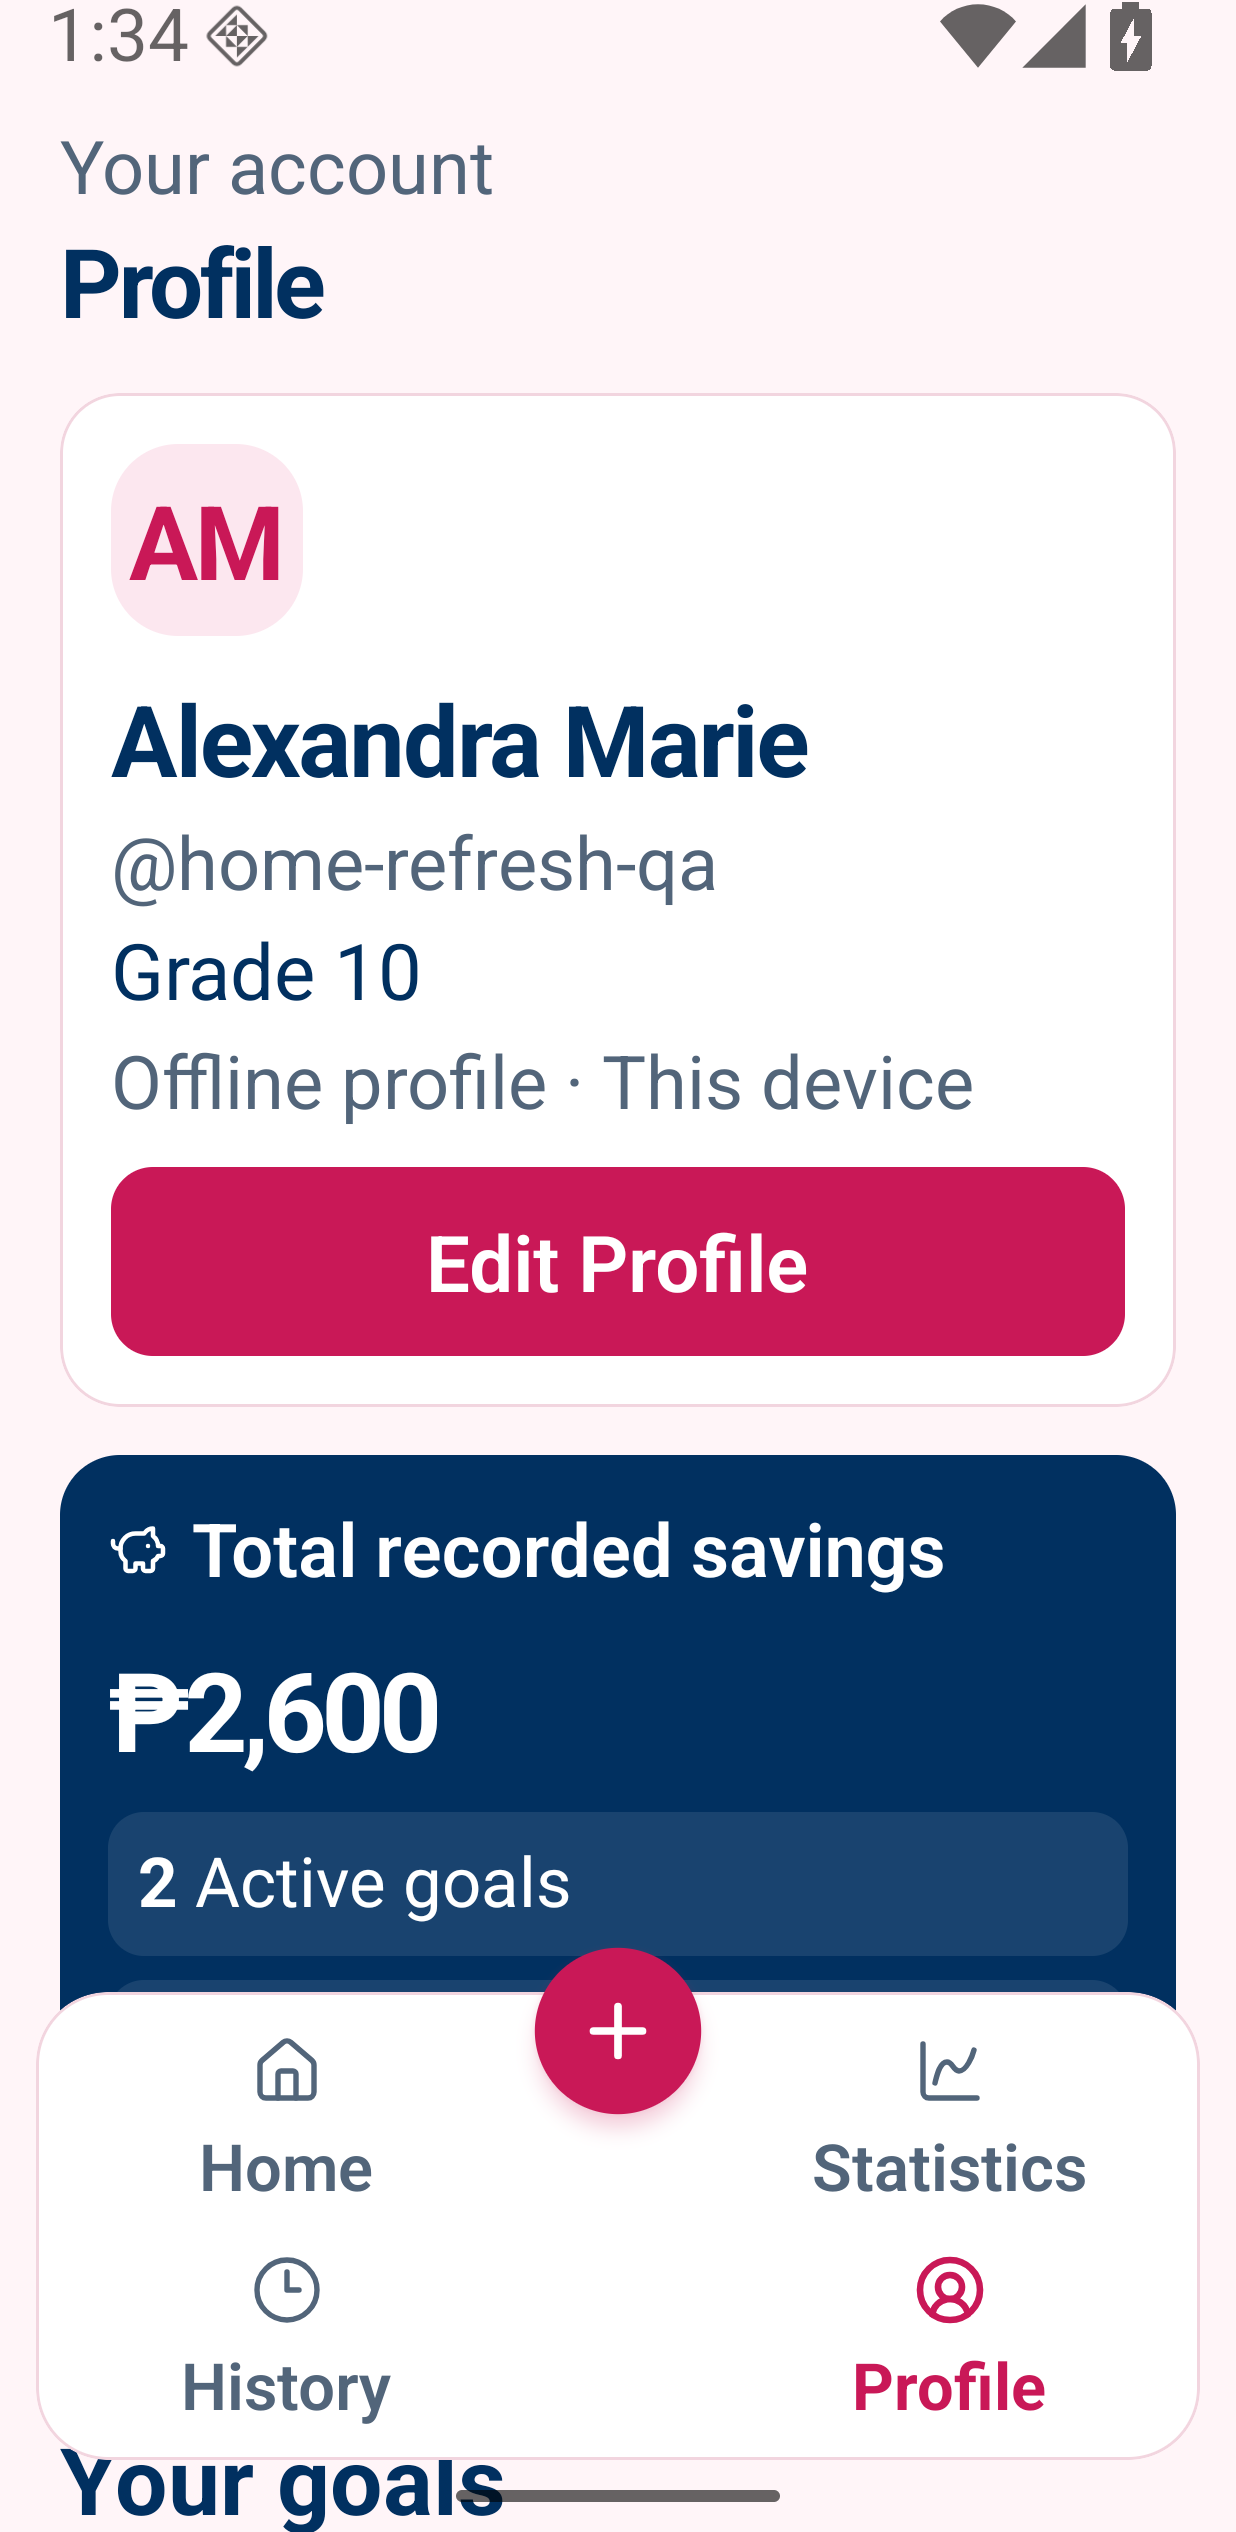 1:34
Your account
Profile
AM
Alexandra Marie
@home-refresh-qa
Grade 10
Offline profile · This device
Edit Profile
Total recorded savings
₱2,600
2 Active goals
Home
Statistics
History
Profile
Your goals